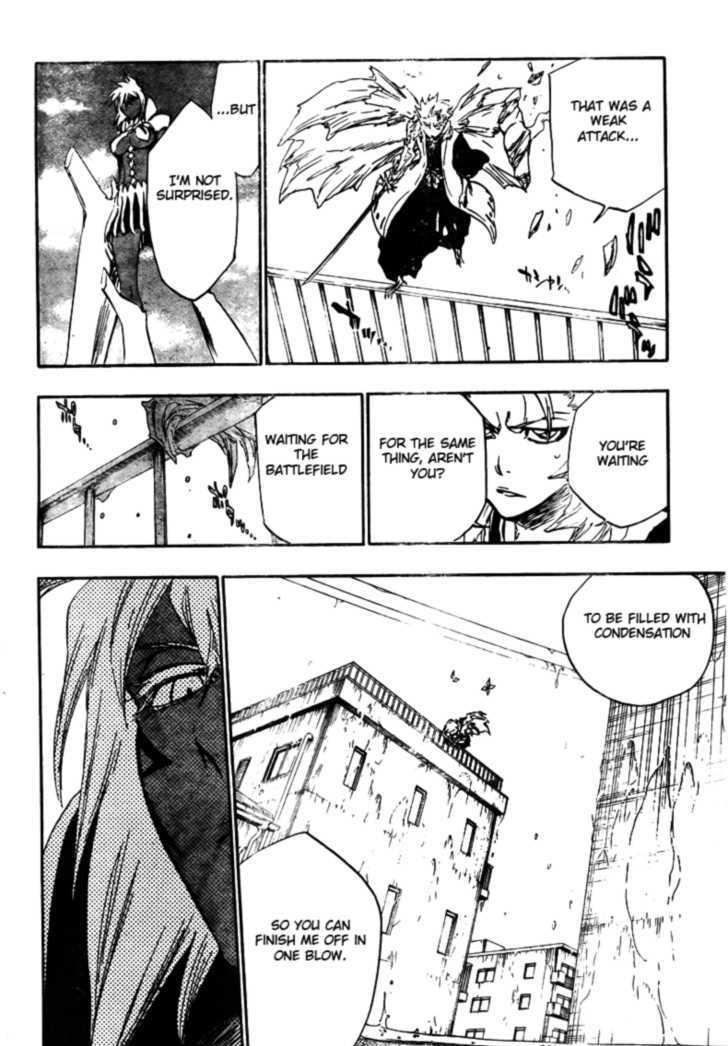 THAT WAS A
WEAK
ATTACK...
...BUT
I'M NOT
SURPRISED.
YOU'RE
WAITING
FOR THE SAME
THING, AREN'T
YOU?
WAITING FOR
THE
BATTLEFIELD
TO BE FILLED WITH
CONDENSATION
SO YOU CAN
FINISH ME OFF IN
ONE BLOW.